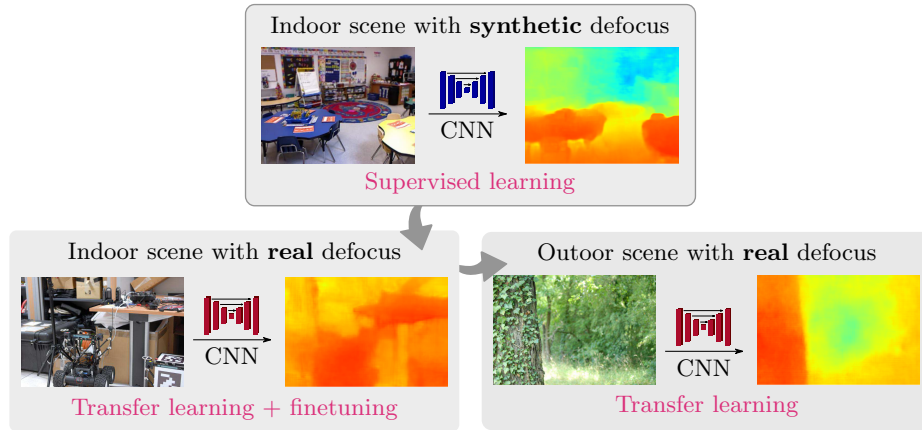 Indoor scene with synthetic defocus
CNN
Supervised learning
Indoor scene with real defocus
CNN
Transfer learning + finetuning
Outoor scene with real defocus
CNN
Transfer learning